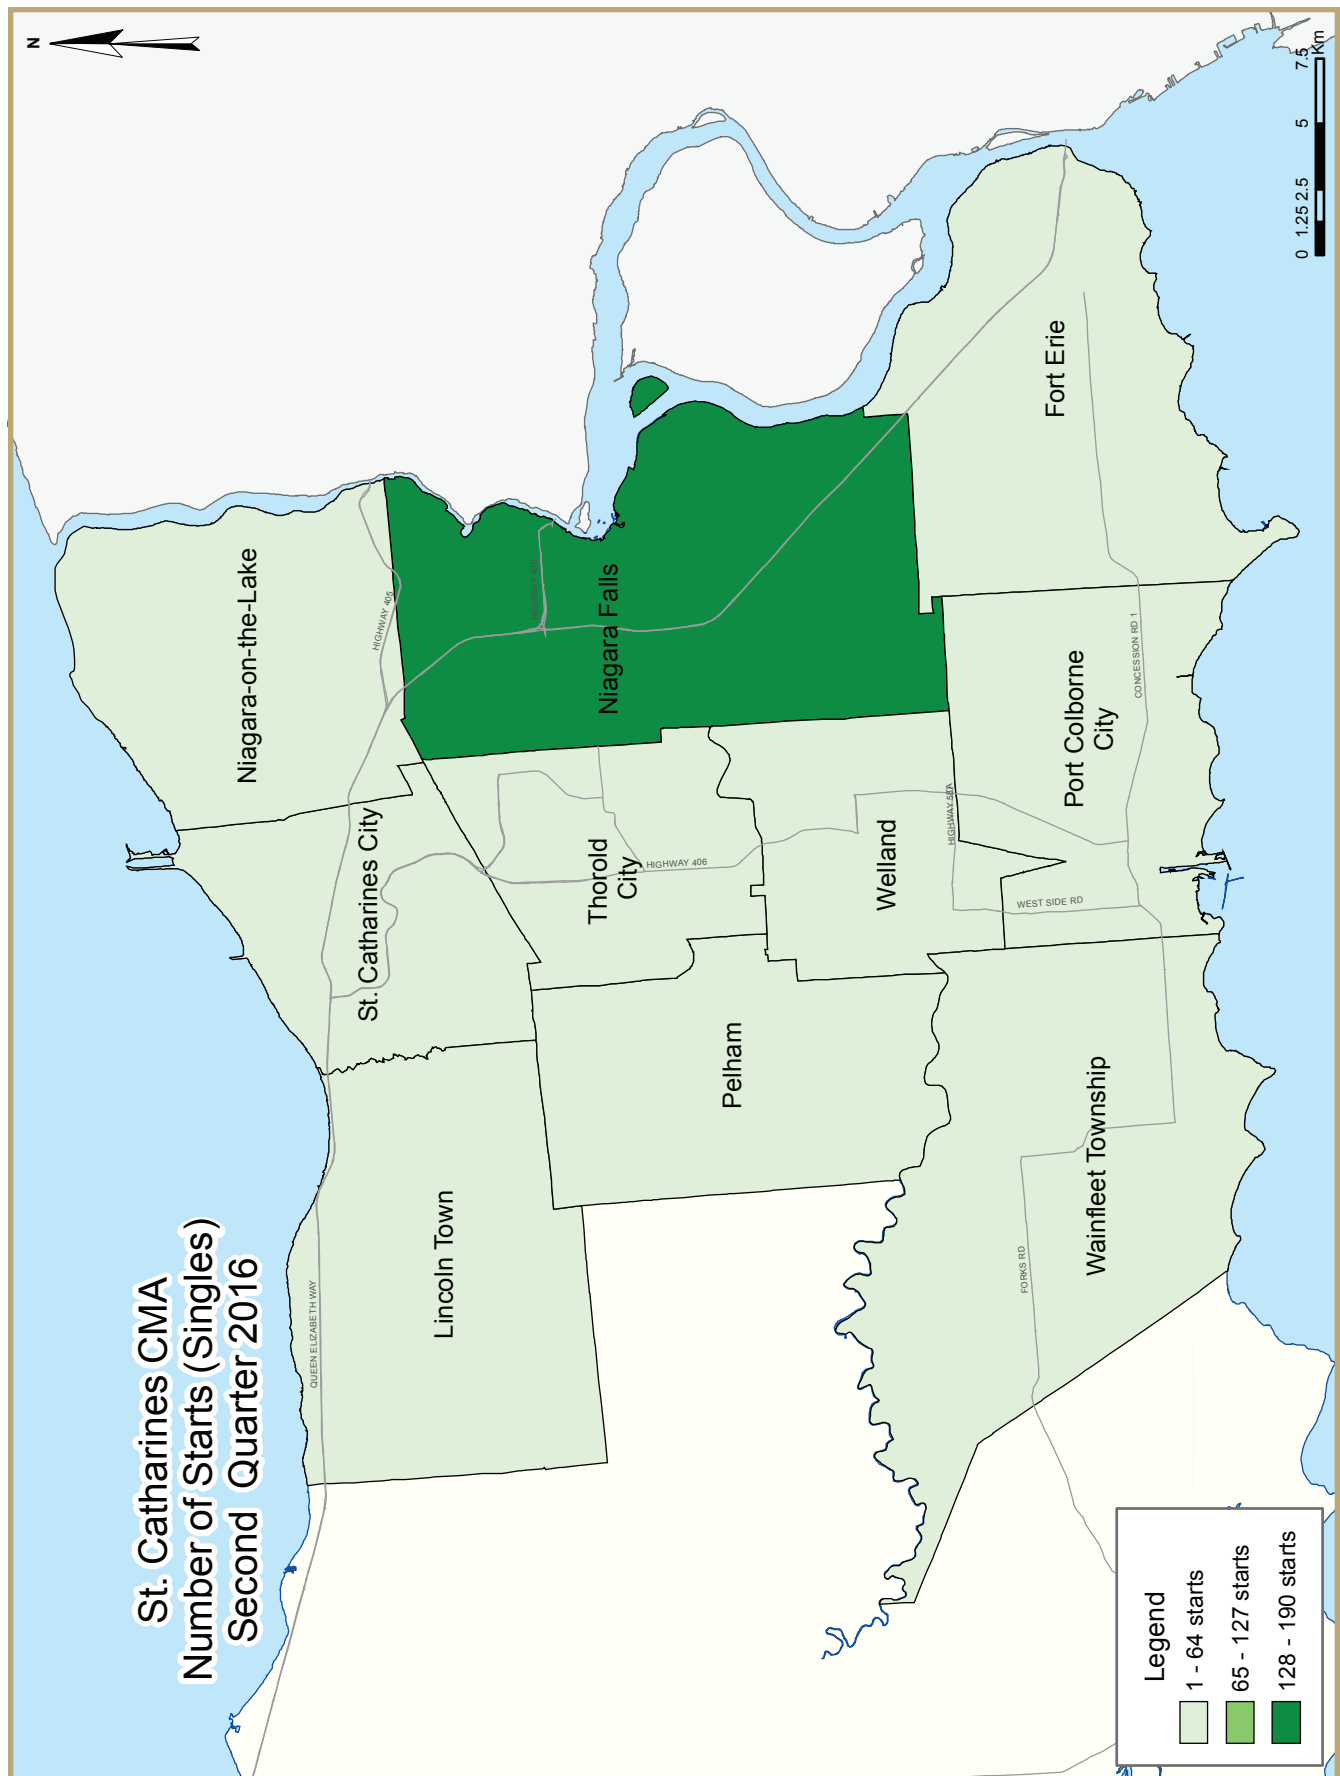 St. Catharines CMA
Number of Starts (Singles)
Second Quarter 2016
N
Niagara-on-the-Lake
HIGHWAY 405
St. Catharines City
QUEEN ELIZABETH WAY
Lincoln Town
Niagara Falls
Thorold
City
HIGHWAY 406
Pelham
Welland
HIGHWAY 58A
WEST SIDE RD
Port Colborne
City
CONCESSION RD 1
Fort Erie
Wainfleet Township
FORKS RD
Legend
1 - 64 starts
65 - 127 starts
128 - 190 starts
0 1.25 2.5 5 7.5
Km